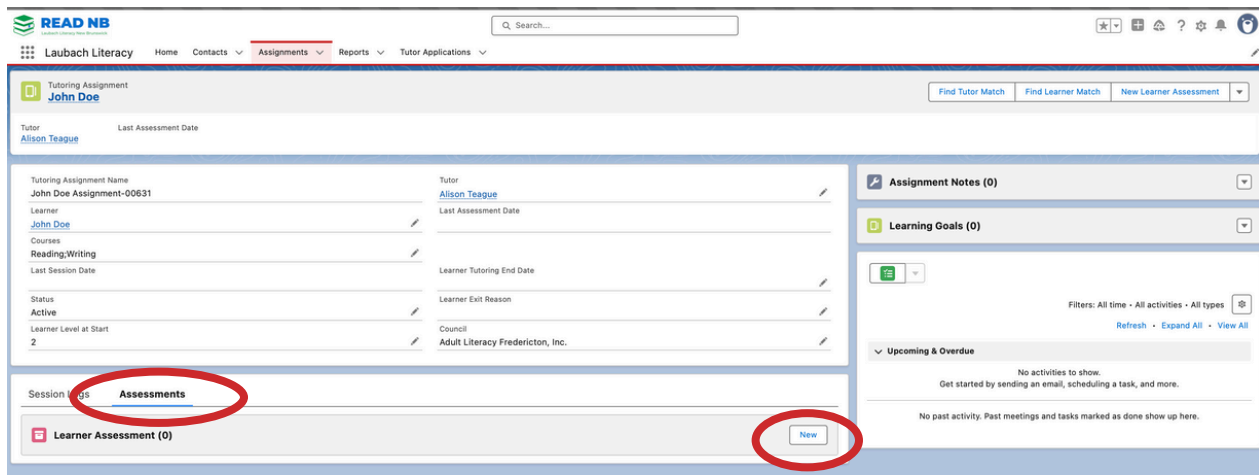 READ NB
Laubach Literacy New Brunswick
Search...
Laubach Literacy Home Contacts Assignments Reports Tutor Applications
Tutoring Assignment
John Doe
Find Tutor Match Find Learner Match New Learner Assessment
Tutor Last Assessment Date
Alison Teague
Tutoring Assignment Name
John Doe Assignment-00631
Learner
John Doe
Courses
Reading;Writing
Last Session Date
Status
Active
Learner Level at Start
2
Tutor
Alison Teague
Last Assessment Date
Learner Tutoring End Date
Learner Exit Reason
Council
Adult Literacy Fredericton, Inc.
Session Logs Assessments
Learner Assessment (0) New
Assignment Notes (0)
Learning Goals (0)
Filters: All time • All activities • All types
Refresh • Expand All • View All
Upcoming & Overdue
No activities to show.
Get started by sending an email, scheduling a task, and more.
No past activity. Past meetings and tasks marked as done show up here.